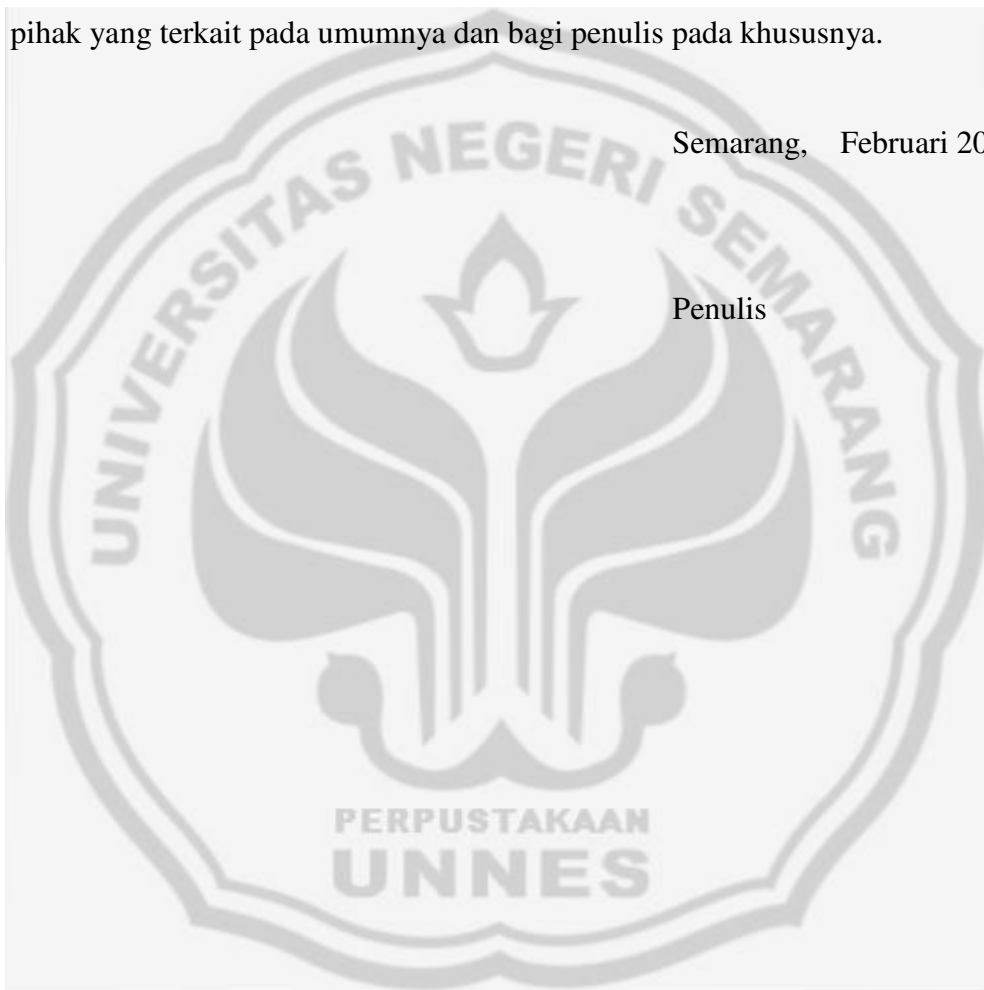 pihak yang terkait pada umumnya dan bagi penulis pada khususnya.
Semarang, Februari 20
Penulis
UNIVERSITAS NEGERI SEMARANG
PERPUSTAKAAN
UNNES